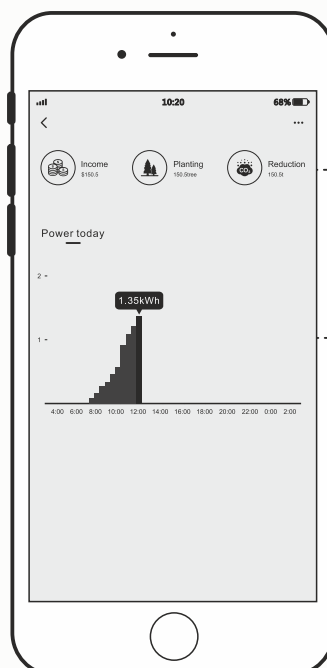 10:20
68%
Income
$150.5
Planting
150.5tree
CO₂
Reduction
150.5t
Power today
2
1.35kWh
1
4:00 6:00 8:00 10:00 12:00 14:00 16:00 18:00 20:00 22:00 0:00 2:00